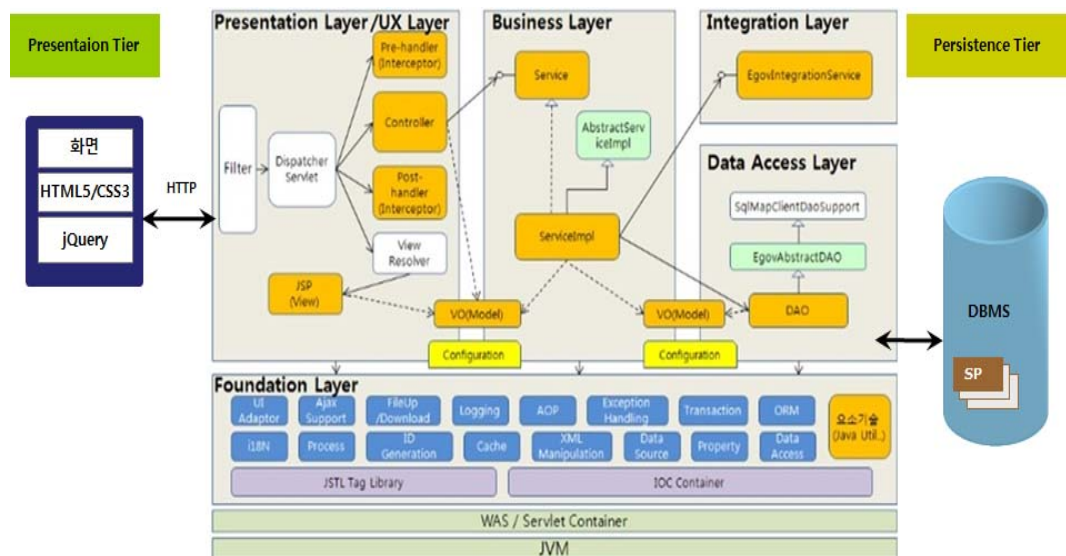 Presentaion Tier
화면
HTML5/CSS3
jQuery
HTTP
Presentation Layer /UX Layer
Filter
Dispatcher
Servlet
Pre-handler
(Interceptor)
Controller
Post-
handler
(Interceptor)
View
Resolver
JSP
(View)
Business Layer
Service
AbstractServ
iceImpl
ServiceImpl
VO(Model)
VO(Model)
Configuration
Configuration
Integration Layer
EgovIntegrationService
Data Access Layer
SqlMapClientDaoSupport
EgovAbstractDAO
DAO
Persistence Tier
DBMS
SP
Foundation Layer
UI
Adaptor
Ajax
Support
FileUp
/Download
Logging
AOP
Exception
Handling
Transaction
ORM
i18N
Process
ID
Generation
Cache
XML
Manipulation
Data
Source
Property
Data
Access
요소기술
(Java Util..)
JSTL Tag Library
IOC Container
WAS / Servlet Container
JVM